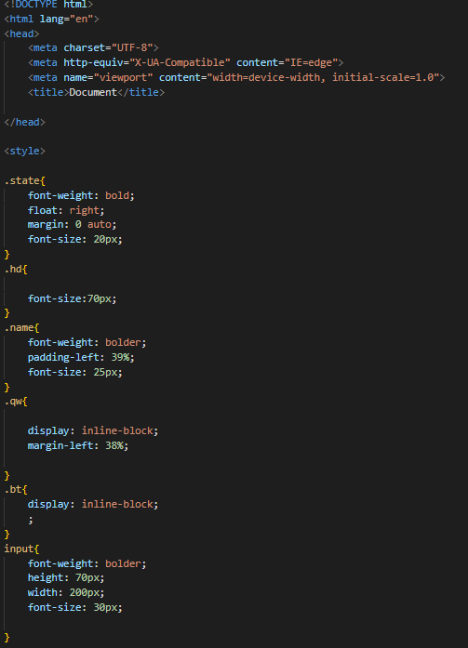 <!DOCTYPE html>
<html lang="en">
<head>
    <meta charset="UTF-8">
    <meta http-equiv="X-UA-Compatible" content="IE=edge">
    <meta name="viewport" content="width=device-width, initial-scale=1.0">
    <title>Document</title>

</head>

<style>

.state{
    font-weight: bold;
    float: right;
    margin: 0 auto;
    font-size: 20px;
}
.hd{

    font-size:70px;
}
.name{
    font-weight: bolder;
    padding-left: 39%;
    font-size: 25px;
}
.qw{

    display: inline-block;
    margin-left: 38%;

}
.bt{
    display: inline-block;
    ;
}
input{
    font-weight: bolder;
    height: 70px;
    width: 200px;
    font-size: 30px;

}